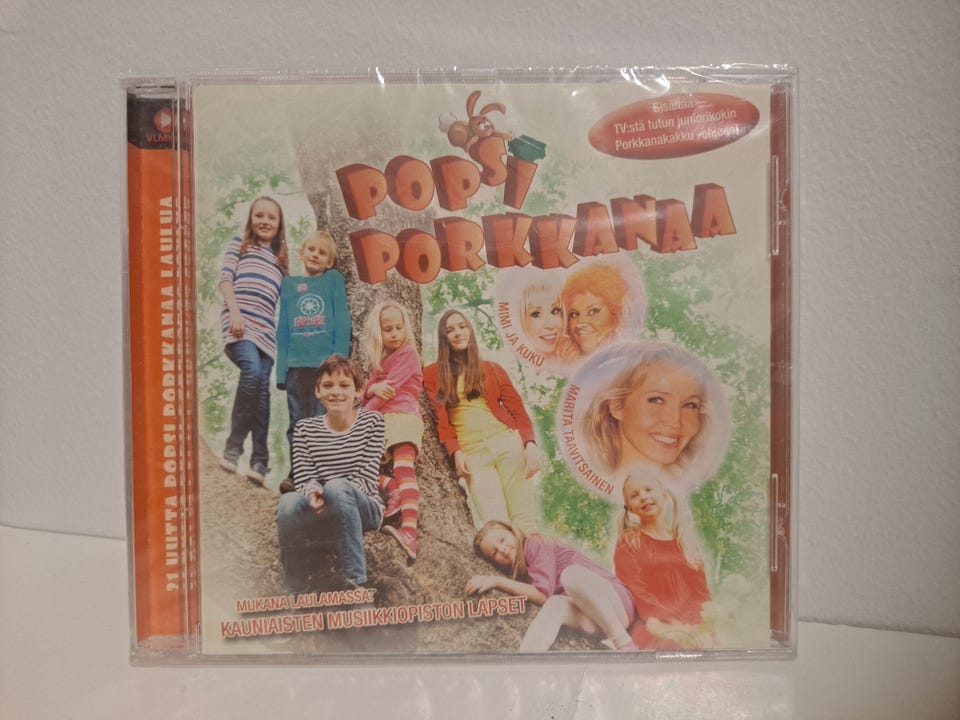 Sisältää
TV:stä tutun juniorikokin
Porkkanakakku
POPSI
PORKKANAA
MIMI JA KUKU
MARITA TAAVITSAINEN
MUKANA LAULAMASSA:
KAUNIAISTEN MUSIIKKIOPISTON LAPSET
21 UUTTA POPSI PORKKANAA LAULUA